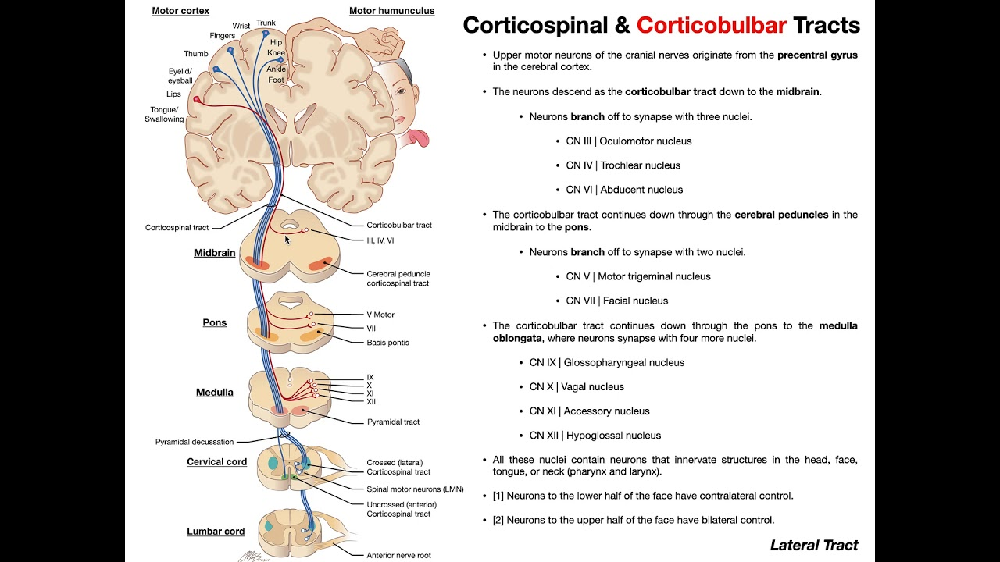 Motor cortex
Motor humunculus
Trunk
Wrist
Fingers
Hip
Thumb
Knee
Eyelid/
eyeball
Ankle
Foot
Lips
Tongue/
Swallowing
Corticospinal tract
Corticobulbar tract
III, IV, VI
Midbrain
Cerebral peduncle
corticospinal tract
Pons
V Motor
VII
Basis pontis
Medulla
IX
X
XI
XII
Pyramidal tract
Pyramidal decussation
Cervical cord
Crossed (lateral)
Corticospinal tract
Spinal motor neurons (LMN)
Uncrossed (anterior)
Corticospinal tract
Lumbar cord
Anterior nerve root
Corticospinal & Corticobulbar Tracts
• Upper motor neurons of the cranial nerves originate from the precentral gyrus
in the cerebral cortex.
• The neurons descend as the corticobulbar tract down to the midbrain.
• Neurons branch off to synapse with three nuclei.
• CN III | Oculomotor nucleus
• CN IV | Trochlear nucleus
• CN VI | Abducent nucleus
• The corticobulbar tract continues down through the cerebral peduncles in the
midbrain to the pons.
• Neurons branch off to synapse with two nuclei.
• CN V | Motor trigeminal nucleus
• CN VII | Facial nucleus
• The corticobulbar tract continues down through the pons to the medulla
oblongata, where neurons synapse with four more nuclei.
• CN IX | Glossopharyngeal nucleus
• CN X | Vagal nucleus
• CN XI | Accessory nucleus
• CN XII | Hypoglossal nucleus
• All these nuclei contain neurons that innervate structures in the head, face,
tongue, or neck (pharynx and larynx).
• [1] Neurons to the lower half of the face have contralateral control.
• [2] Neurons to the upper half of the face have bilateral control.
Lateral Tract